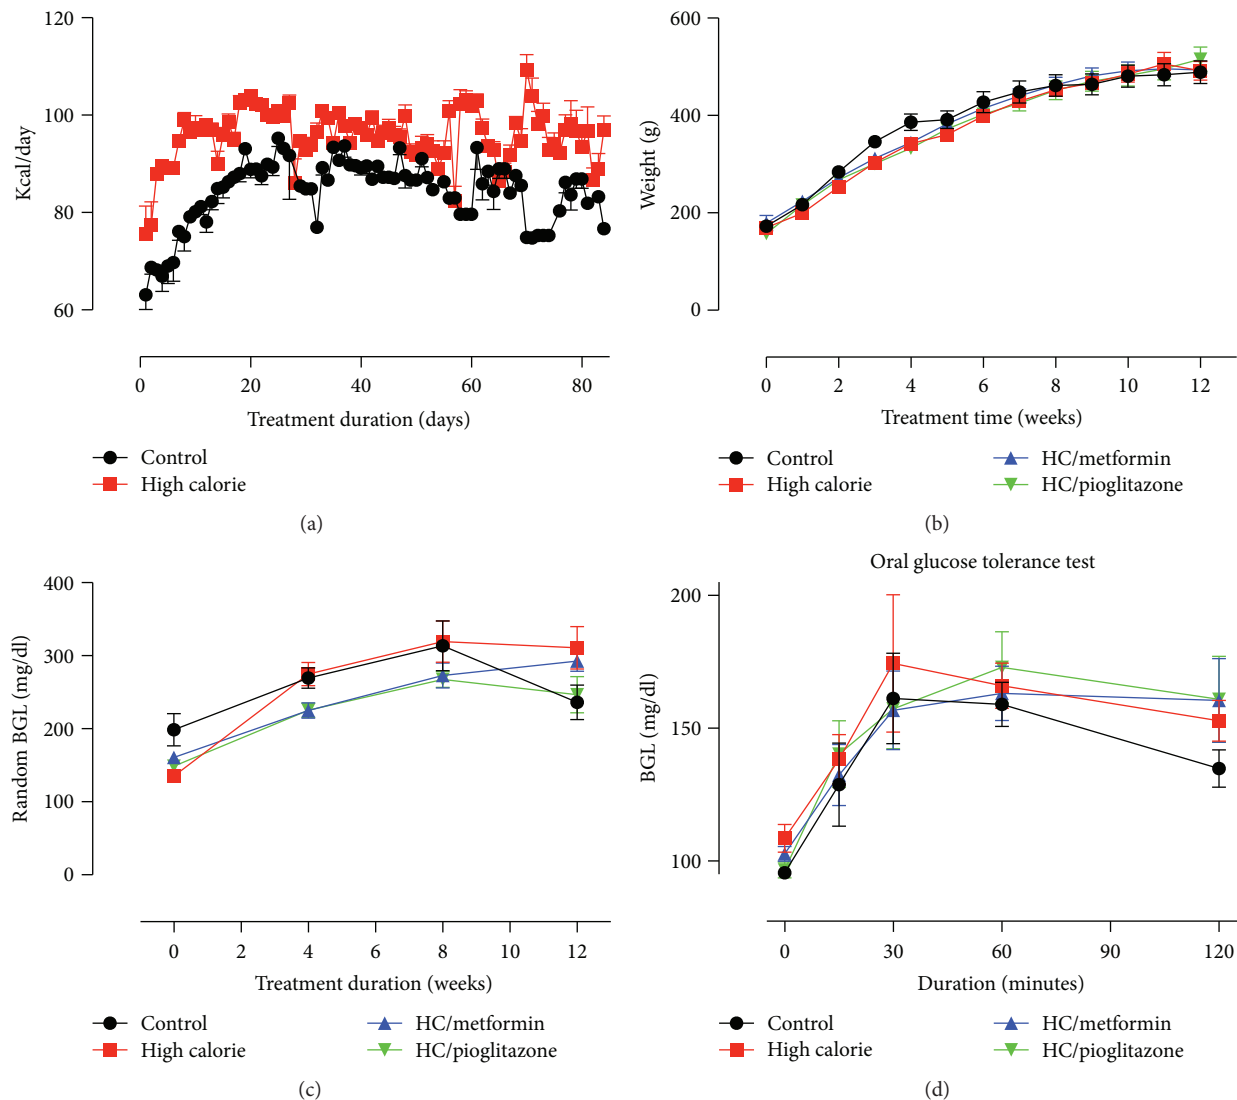 120
100
80
60
Kcal/day
0 20 40 60 80
Treatment duration (days)
Control
High calorie
(a)
600
400
200
0
Weight (g)
0 2 4 6 8 10 12
Treatment time (weeks)
Control HC/metformin
High calorie HC/pioglitazone
(b)
400
300
200
100
0
Random BGL (mg/dl)
0 2 4 6 8 10 12
Treatment duration (weeks)
Control HC/metformin
High calorie HC/pioglitazone
(c)
Oral glucose tolerance test
200
150
100
BGL (mg/dl)
0 30 60 90 120
Duration (minutes)
Control HC/metformin
High calorie HC/pioglitazone
(d)